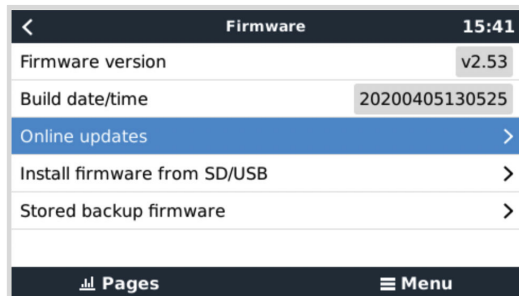 Firmware 15:41
Firmware version v2.53
Build date/time 20200405130525
Online updates
Install firmware from SD/USB
Stored backup firmware
Pages Menu